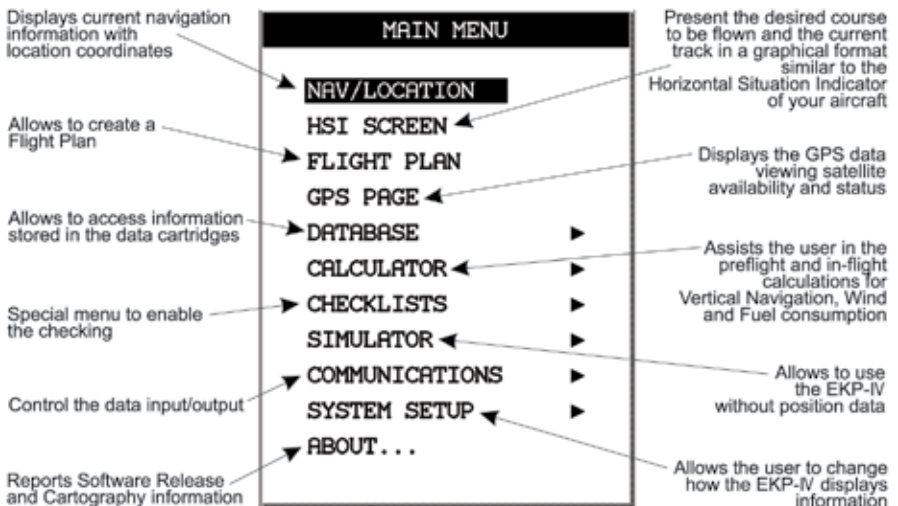 Displays current navigation
information with
location coordinates
Allows to create a
Flight Plan
Allows to access information
stored in the data cartridges
Special menu to enable
the checking
Control the data input/output
Reports Software Release
and Cartography information
MAIN MENU
NAV/LOCATION
HSI SCREEN
FLIGHT PLAN
GPS PAGE
DATABASE
CALCULATOR
CHECKLISTS
SIMULATOR
COMMUNICATIONS
SYSTEM SETUP
ABOUT...
Present the desired course
to be flown and the current
track in a graphical format
similar to the
Horizontal Situation Indicator
of your aircraft
Displays the GPS data
viewing satellite
availability and status
Assists the user in the
preflight and in-flight
calculations for
Vertical Navigation, Wind
and Fuel consumption
Allows to use
the EKP-IV
without position data
Allows the user to change
how the EKP-IV displays
information